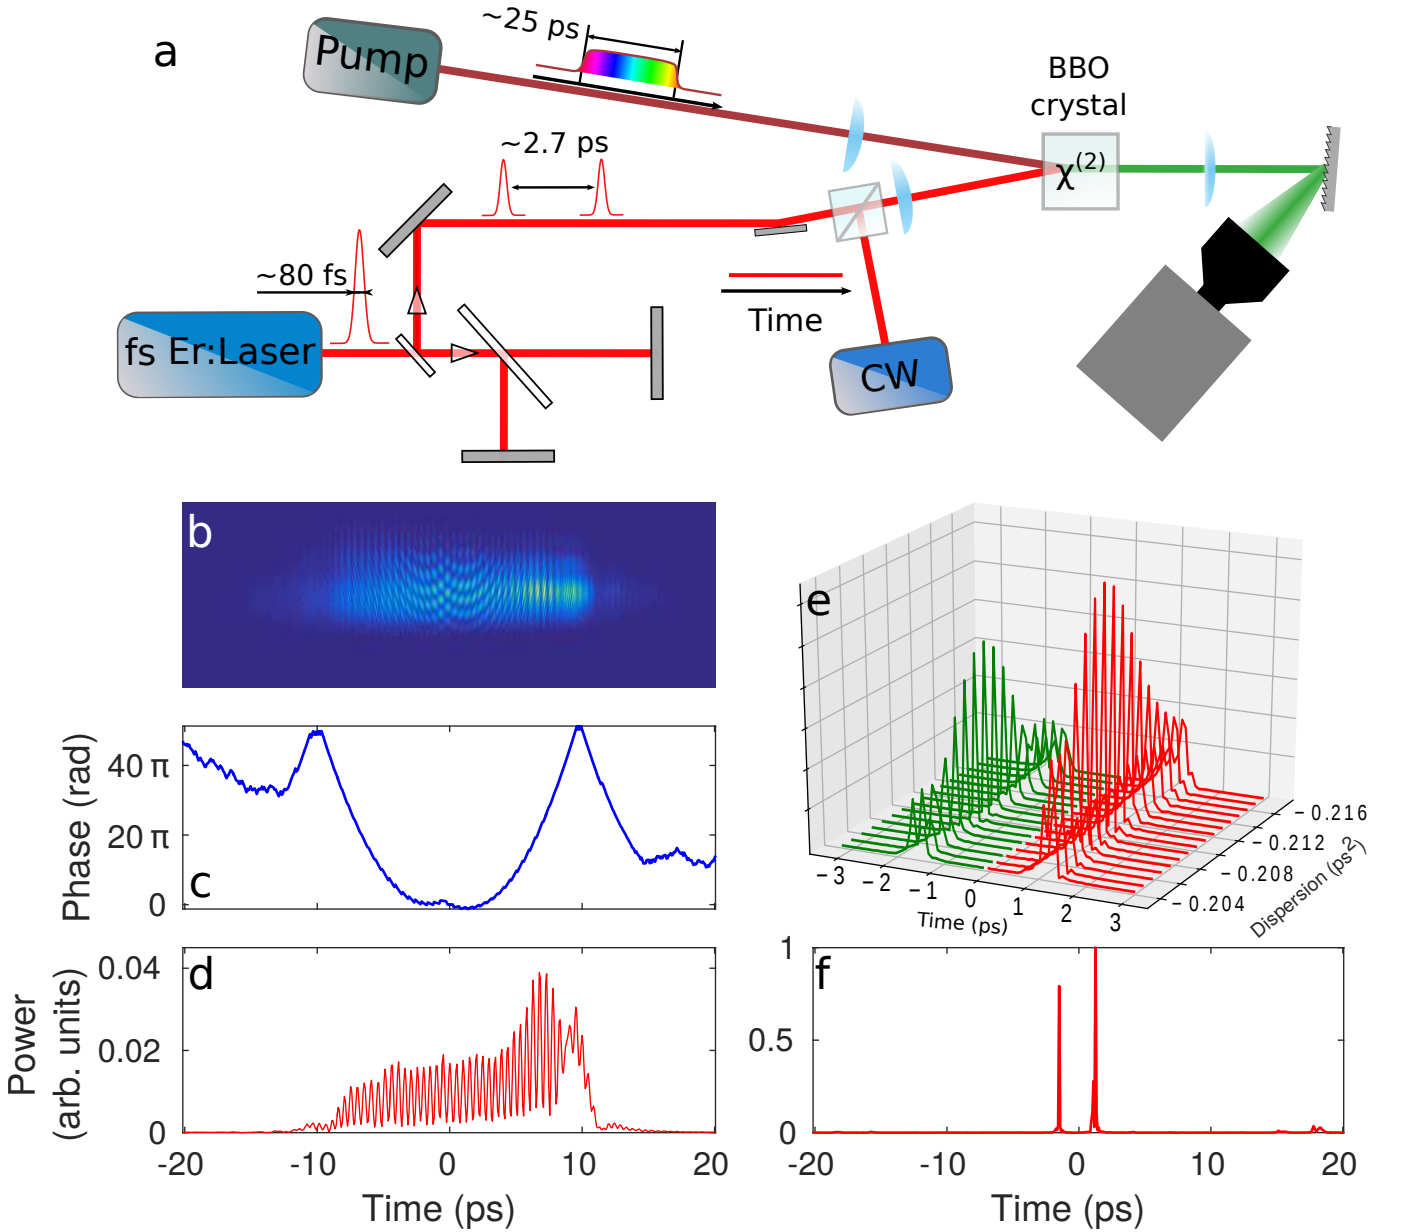 a
Pump
~25 ps
BBO
crystal
χ(2)
~2.7 ps
~80 fs
fs Er:Laser
Time
CW
b
e
Time (ps)
−3
−2
−1
0
1
2
3
Dispersion (ps2)
−0.216
−0.212
−0.208
−0.204
c
Phase (rad)
40 π
20 π
0
d
Power
(arb. units)
0.04
0.02
0
-20
-10
0
10
20
Time (ps)
f
1
0.5
0
-20
-10
0
10
20
Time (ps)